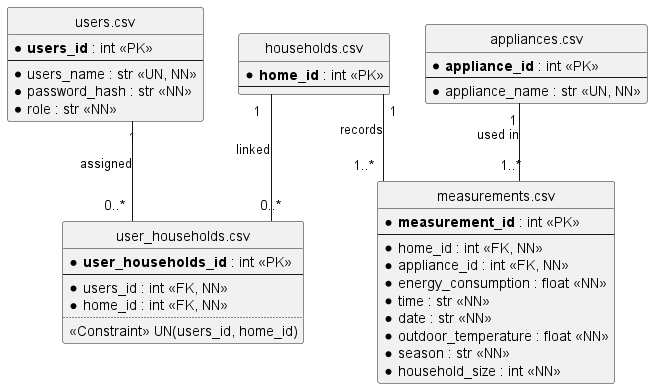 users.csv
users_id : int «PK»
users_name : str «UN, NN»
password_hash : str «NN»
role : str «NN»
households.csv
home_id : int «PK»
appliances.csv
appliance_id : int «PK»
appliance_name : str «UN, NN»
1
assigned
0..*
1
linked
0..*
1
records
1..*
1
used in
1..*
user_households.csv
user_households_id : int «PK»
users_id : int «FK, NN»
home_id : int «FK, NN»
«Constraint» UN(users_id, home_id)
measurements.csv
measurement_id : int «PK»
home_id : int «FK, NN»
appliance_id : int «FK, NN»
energy_consumption : float «NN»
time : str «NN»
date : str «NN»
outdoor_temperature : float «NN»
season : str «NN»
household_size : int «NN»